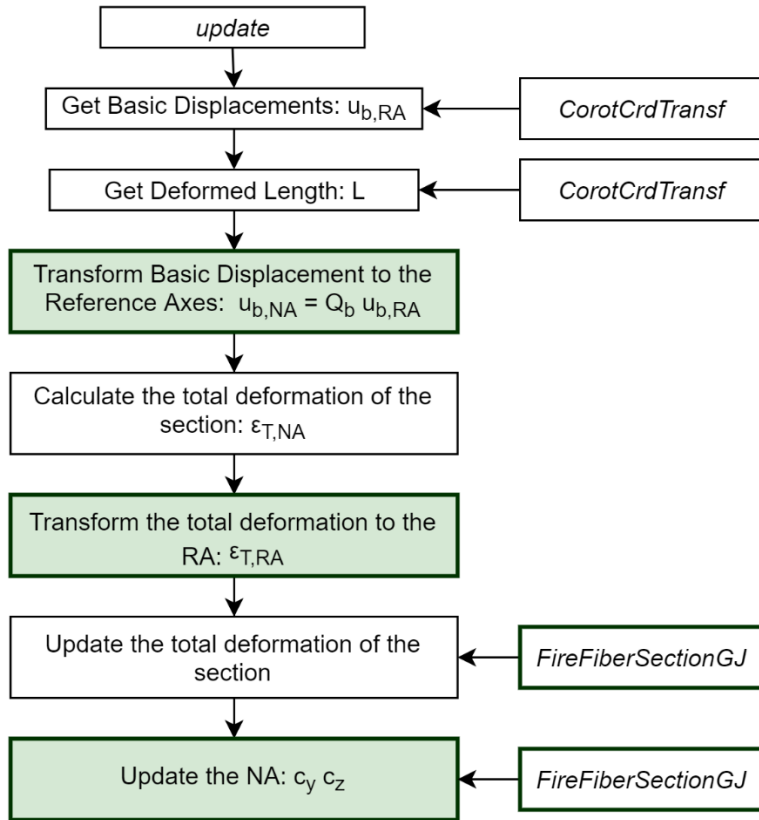 update
Get Basic Displacements: u_b,RA
CorotCrdTransf
Get Deformed Length: L
CorotCrdTransf
Transform Basic Displacement to the
Reference Axes: u_b,NA = Q_b u_b,RA
Calculate the total deformation of the
section: ε_T,NA
Transform the total deformation to the
RA: ε_T,RA
Update the total deformation of the
section
FireFiberSectionGJ
Update the NA: c_y c_z
FireFiberSectionGJ